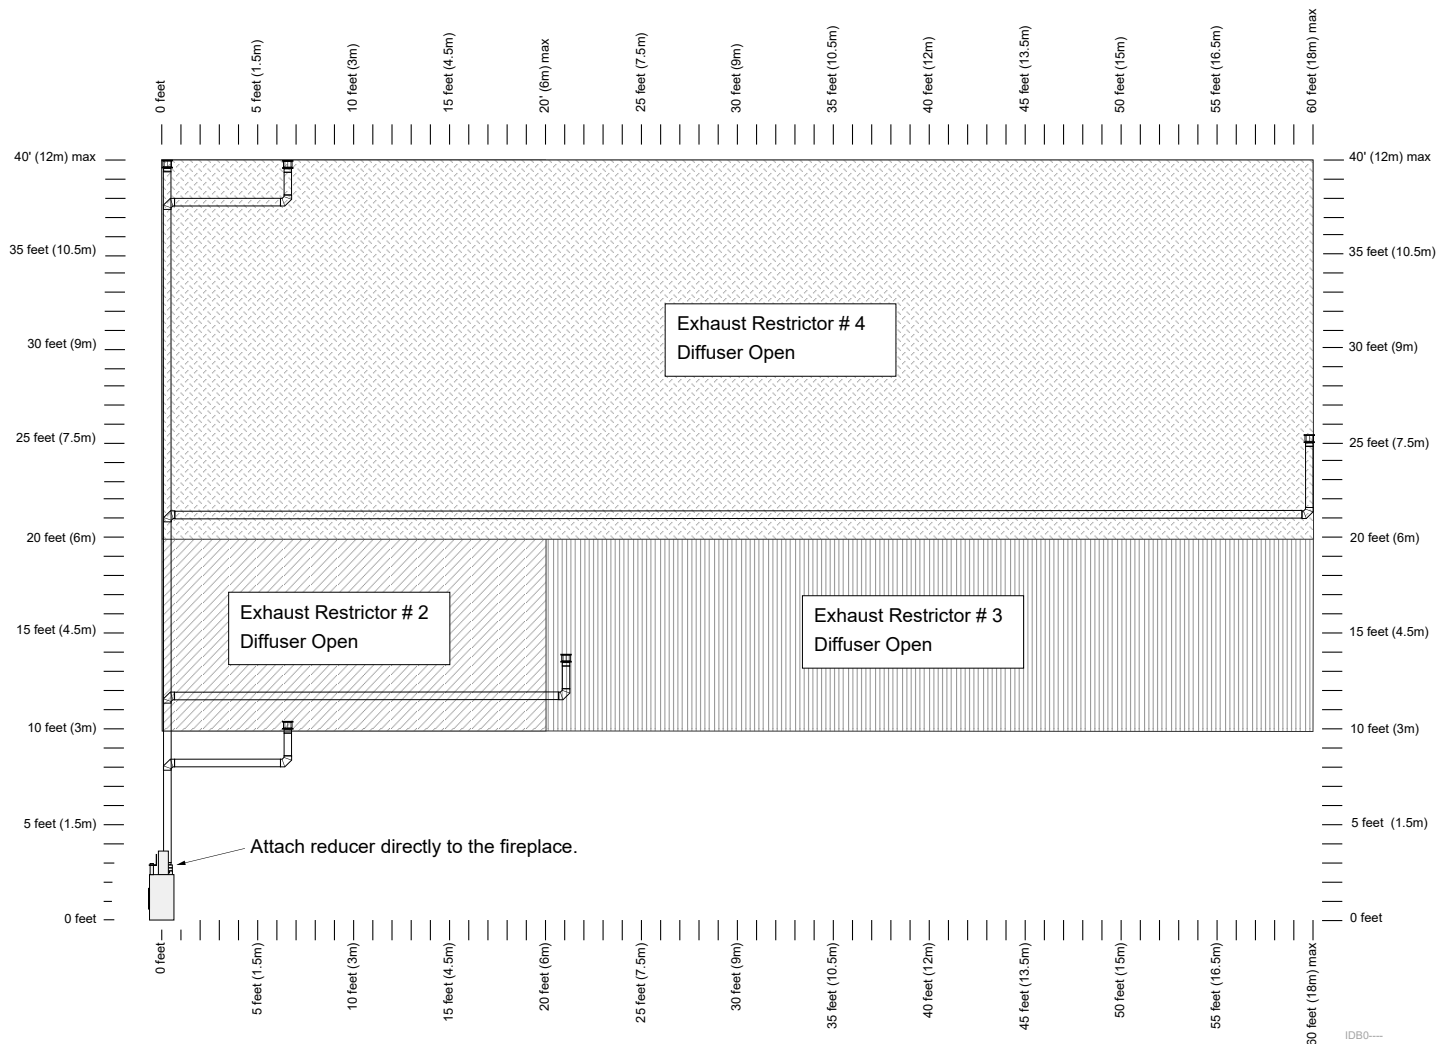 0 feet
5 feet (1.5m)
10 feet (3m)
15 feet (4.5m)
20' (6m) max
25 feet (7.5m)
30 feet (9m)
35 feet (10.5m)
40 feet (12m)
45 feet (13.5m)
50 feet (15m)
55 feet (16.5m)
60 feet (18m) max
40' (12m) max
40' (12m) max
35 feet (10.5m)
35 feet (10.5m)
Exhaust Restrictor # 4
Diffuser Open
30 feet (9m)
30 feet (9m)
25 feet (7.5m)
25 feet (7.5m)
20 feet (6m)
20 feet (6m)
Exhaust Restrictor # 2
Diffuser Open
Exhaust Restrictor # 3
Diffuser Open
15 feet (4.5m)
15 feet (4.5m)
10 feet (3m)
10 feet (3m)
5 feet (1.5m)
5 feet (1.5m)
Attach reducer directly to the fireplace.
0 feet
0 feet
0 feet
5 feet (1.5m)
10 feet (3m)
15 feet (4.5m)
20 feet (6m)
25 feet (7.5m)
30 feet (9m)
35 feet (10.5m)
40 feet (12m)
45 feet (13.5m)
50 feet (15m)
55 feet (16.5m)
60 feet (18m) max
IDB0----